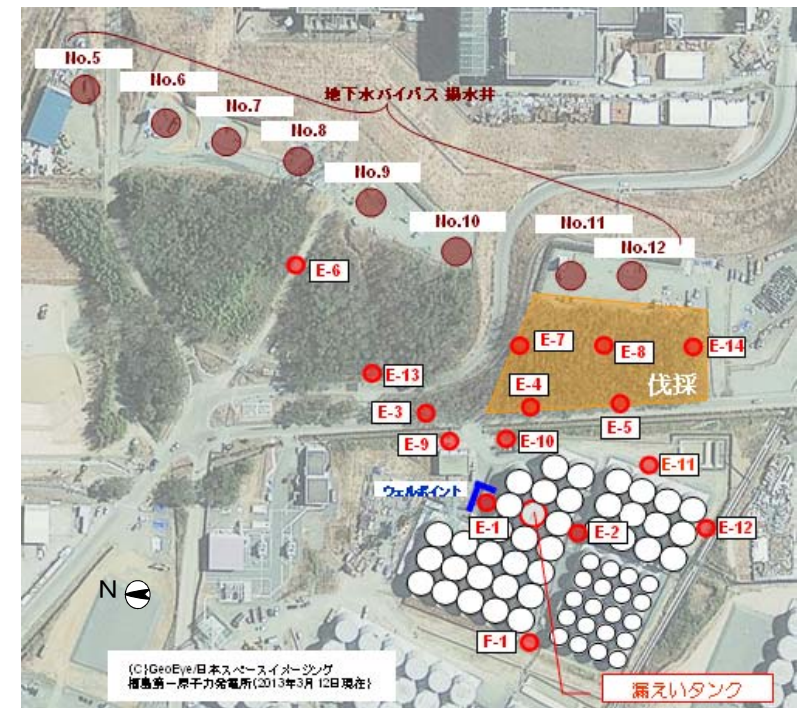 No.5
No.6
No.7
No.8
No.9
No.10
地下水バイパス 揚水井
No.11
No.12
E-6
E-7
E-8
E-14
E-13
E-4
伐採
E-3
E-5
E-9
E-10
E-11
ウェルポイント
E-1
E-2
E-12
N
F-1
(C)GeoEye/日本スペースイメージング
福島第一原子力発電所(2013年3月12日現在)
漏えいタンク